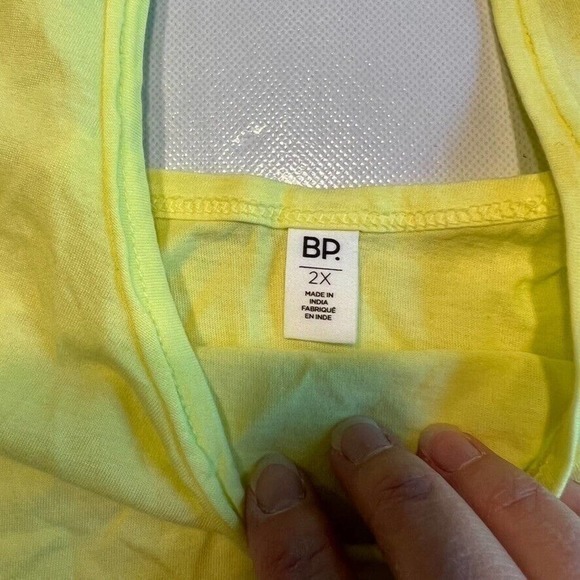 BP.
2X
MADE IN
INDIA
FABRIQUÉ
EN INDE